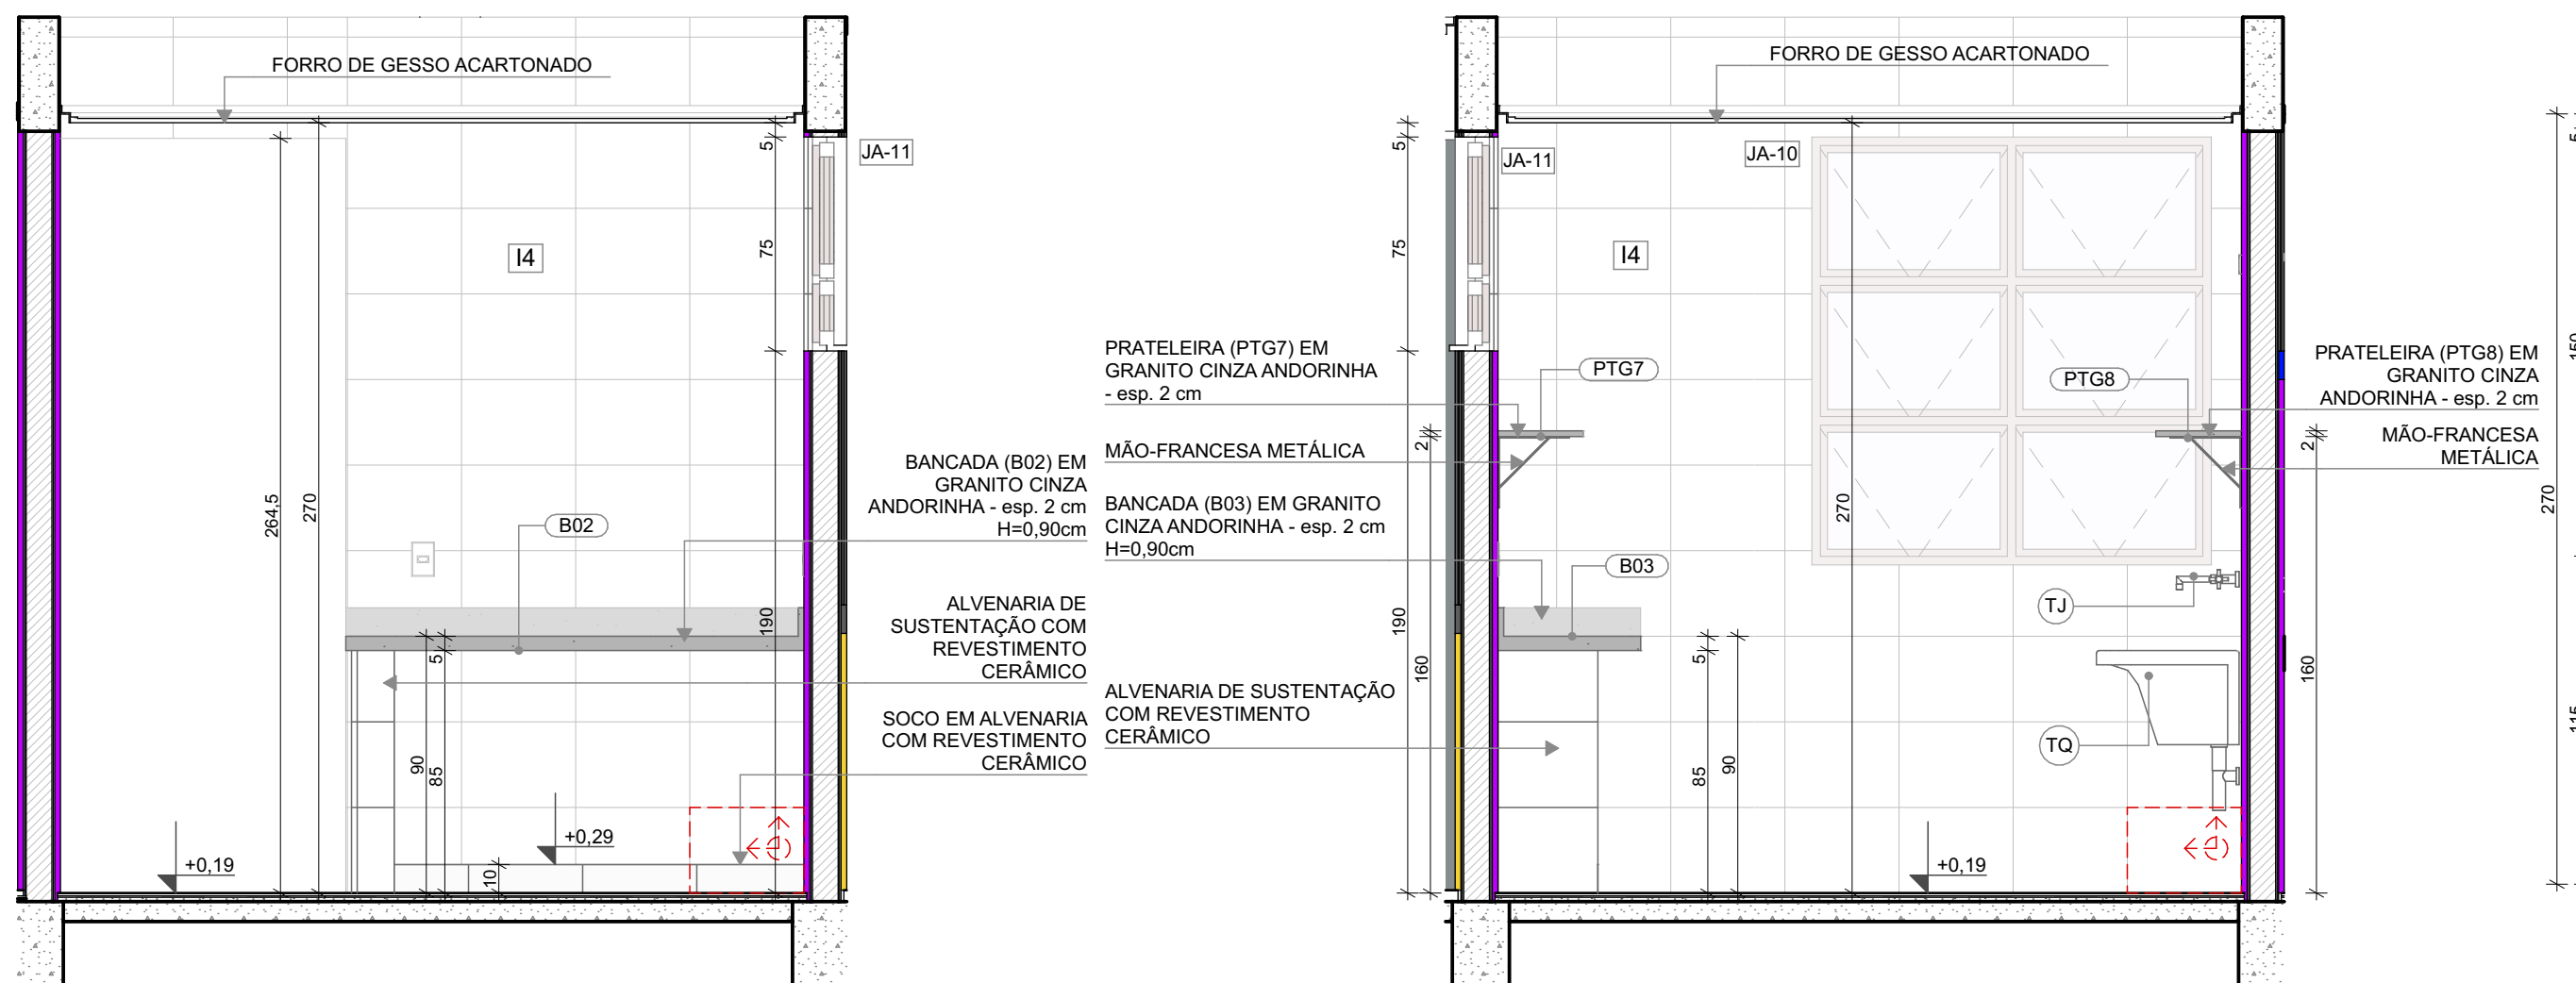 FORRO DE GESSO ACARTONADO
JA-11
5
75
I4
264,5
270
B02
190
BANCADA (B02) EM
GRANITO CINZA
ANDORINHA - esp. 2 cm
H=0,90cm
ALVENARIA DE
SUSTENTAÇÃO COM
REVESTIMENTO
CERÂMICO
SOCO EM ALVENARIA
COM REVESTIMENTO
CERÂMICO
5
90
85
10
+0,29
+0,19
FORRO DE GESSO ACARTONADO
5
JA-11
JA-10
75
I4
PRATELEIRA (PTG7) EM
GRANITO CINZA ANDORINHA
- esp. 2 cm
PTG7
MÃO-FRANCESA METÁLICA
BANCADA (B03) EM GRANITO
CINZA ANDORINHA - esp. 2 cm
H=0,90cm
B03
ALVENARIA DE SUSTENTAÇÃO
COM REVESTIMENTO
CERÂMICO
2
190
160
5
85
90
270
+0,19
PTG8
PRATELEIRA (PTG8) EM
GRANITO CINZA
ANDORINHA - esp. 2 cm
MÃO-FRANCESA
METÁLICA
2
TJ
TQ
160
270
5
150
115